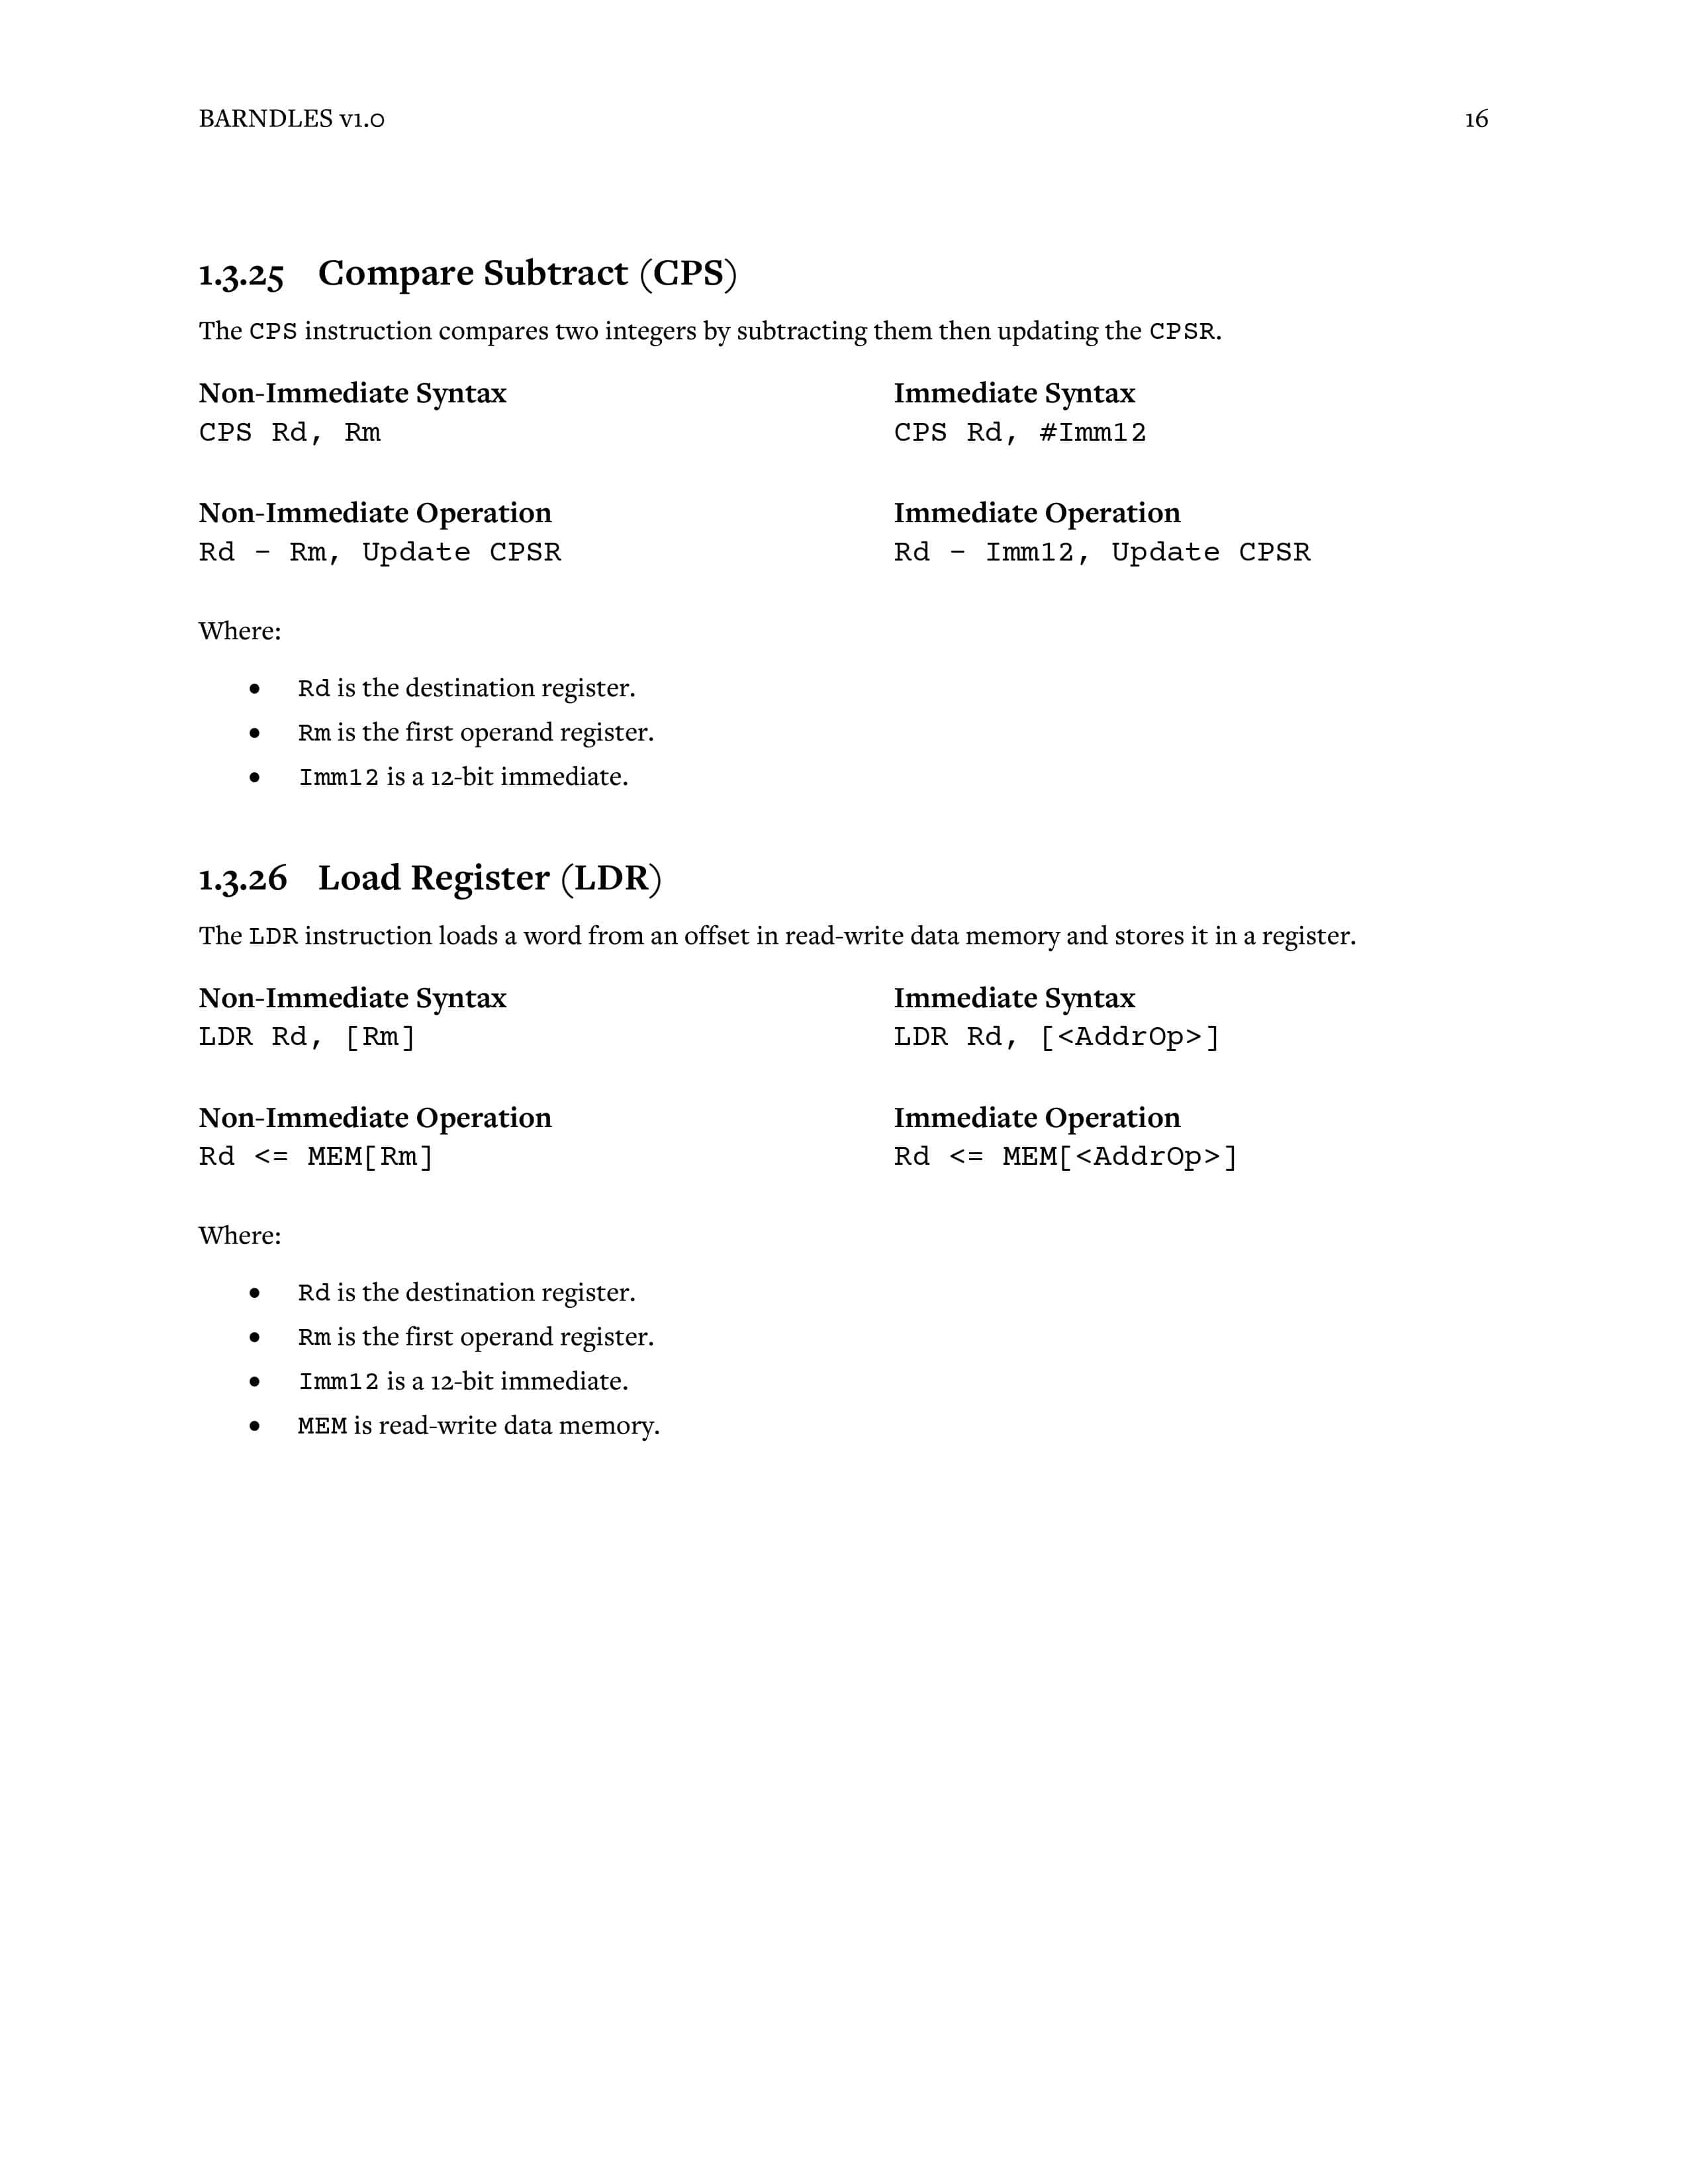 BARNDLES v1.0 16
1.3.25 Compare Subtract (CPS)
The CPS instruction compares two integers by subtracting them then updating the CPSR.
Non-Immediate Syntax Immediate Syntax
CPS Rd, Rm CPS Rd, #Imm12
Non-Immediate Operation Immediate Operation
Rd - Rm, Update CPSR Rd - Imm12, Update CPSR
Where:
• Rd is the destination register.
• Rm is the first operand register.
• Imm12 is a 12-bit immediate.
1.3.26 Load Register (LDR)
The LDR instruction loads a word from an offset in read-write data memory and stores it in a register.
Non-Immediate Syntax Immediate Syntax
LDR Rd, [Rm] LDR Rd, [<AddrOp>]
Non-Immediate Operation Immediate Operation
Rd <= MEM[Rm] Rd <= MEM[<AddrOp>]
Where:
• Rd is the destination register.
• Rm is the first operand register.
• Imm12 is a 12-bit immediate.
• MEM is read-write data memory.